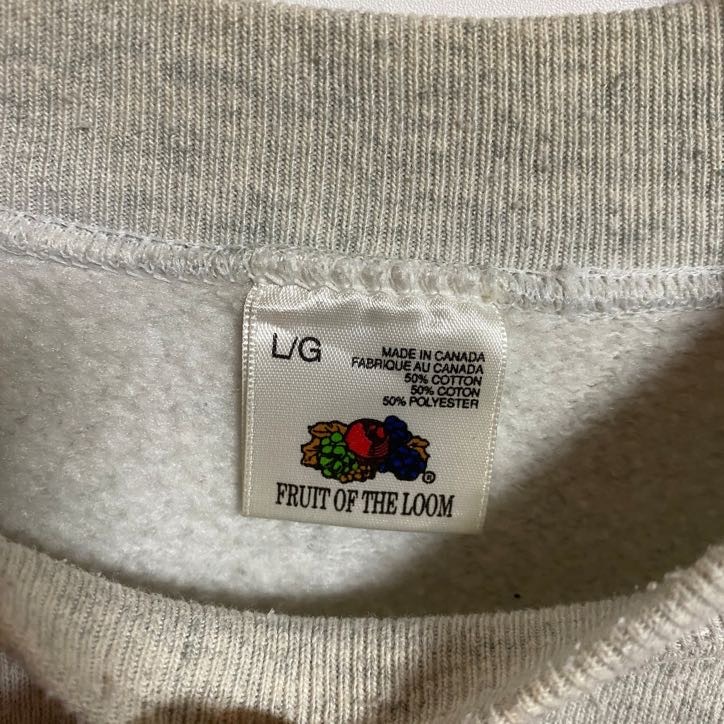 L/G
MADE IN CANADA
FABRIQUE AU CANADA
50% COTTON
50% COTON
50% POLYESTER
®
FRUIT OF THE LOOM